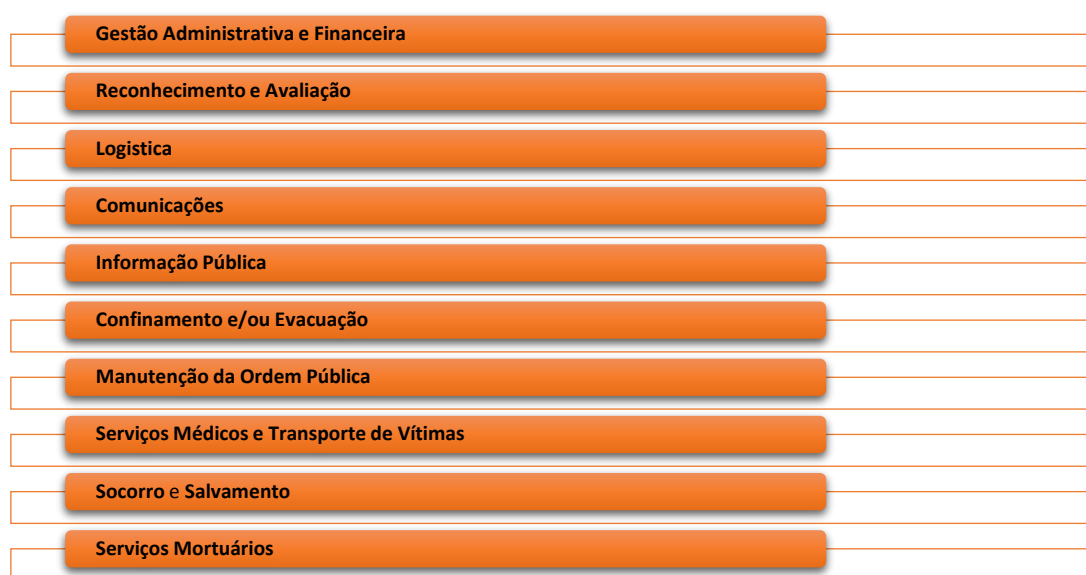 Gestão Administrativa e Financeira
Reconhecimento e Avaliação
Logistica
Comunicações
Informação Pública
Confinamento e/ou Evacuação
Manutenção da Ordem Pública
Serviços Médicos e Transporte de Vítimas
Socorro e Salvamento
Serviços Mortuários